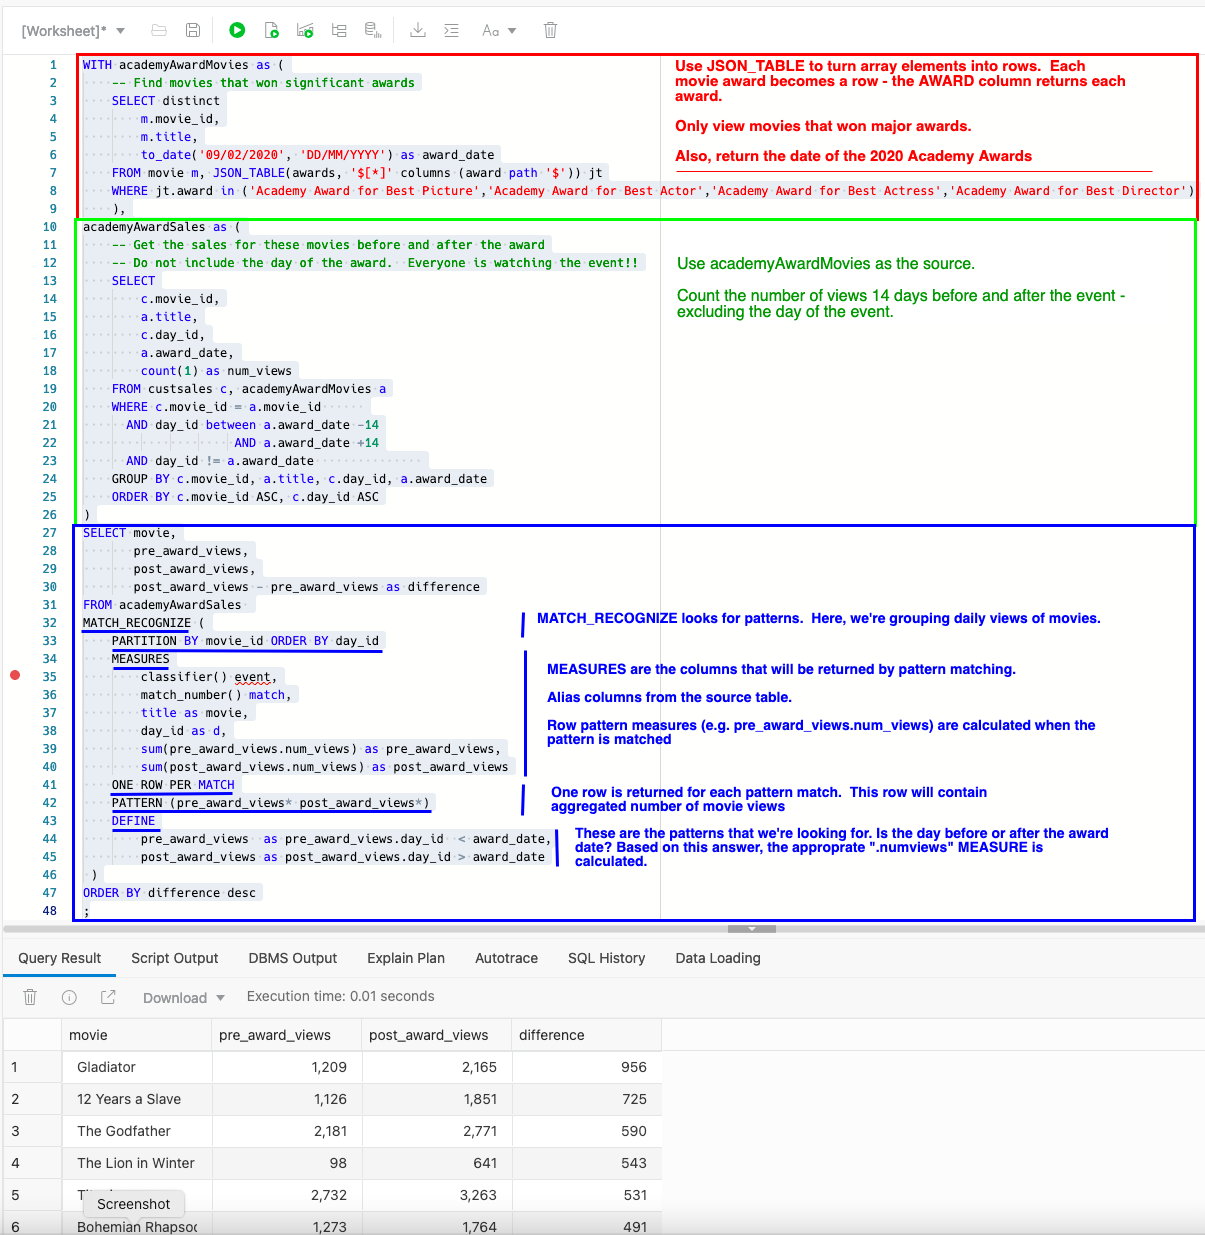 [Worksheet]*
Aa
1 WITH academyAwardMovies as (
2 -- Find movies that won significant awards
3 SELECT distinct
4 m.movie_id,
5 m.title,
6 to_date('09/02/2020', 'DD/MM/YYYY') as award_date
7 FROM movie m, JSON_TABLE(awards, '$[*]' columns (award path '$')) jt
8 WHERE jt.award in ('Academy Award for Best Picture','Academy Award for Best Actor','Academy Award for Best Actress','Academy Award for Best Director')
9 ),
Use JSON_TABLE to turn array elements into rows. Each
movie award becomes a row - the AWARD column returns each
award.
Only view movies that won major awards.
Also, return the date of the 2020 Academy Awards
10 academyAwardSales as (
11 -- Get the sales for these movies before and after the award
12 -- Do not include the day of the award. Everyone is watching the event!!
13 SELECT
14 c.movie_id,
15 a.title,
16 c.day_id,
17 a.award_date,
18 count(1) as num_views
19 FROM custsales c, academyAwardMovies a
20 WHERE c.movie_id = a.movie_id
21 AND day_id between a.award_date -14
22 AND a.award_date +14
23 AND day_id != a.award_date
24 GROUP BY c.movie_id, a.title, c.day_id, a.award_date
25 ORDER BY c.movie_id ASC, c.day_id ASC
26 )
Use academyAwardMovies as the source.
Count the number of views 14 days before and after the event -
excluding the day of the event.
27 SELECT movie,
28 pre_award_views,
29 post_award_views,
30 post_award_views - pre_award_views as difference
31 FROM academyAwardSales
32 MATCH_RECOGNIZE (
33 PARTITION BY movie_id ORDER BY day_id
34 MEASURES
35 classifier() event,
36 match_number() match,
37 title as movie,
38 day_id as d,
39 sum(pre_award_views.num_views) as pre_award_views,
40 sum(post_award_views.num_views) as post_award_views
41 ONE ROW PER MATCH
42 PATTERN (pre_award_views* post_award_views*)
43 DEFINE
44 pre_award_views as pre_award_views.day_id < award_date,
45 post_award_views as post_award_views.day_id > award_date
46 )
47 ORDER BY difference desc
48 ;
MATCH_RECOGNIZE looks for patterns. Here, we're grouping daily views of movies.
MEASURES are the columns that will be returned by pattern matching.
Alias columns from the source table.
Row pattern measures (e.g. pre_award_views.num_views) are calculated when the
pattern is matched
One row is returned for each pattern match. This row will contain
aggregated number of movie views
These are the patterns that we're looking for. Is the day before or after the award
date? Based on this answer, the approprate ".numviews" MEASURE is
calculated.
Query Result Script Output DBMS Output Explain Plan Autotrace SQL History Data Loading
Download Execution time: 0.01 seconds
movie pre_award_views post_award_views difference
1 Gladiator 1,209 2,165 956
2 12 Years a Slave 1,126 1,851 725
3 The Godfather 2,181 2,771 590
4 The Lion in Winter 98 641 543
5 2,732 3,263 531
Screenshot
6 Bohemian Rhapsoc 1,273 1,764 491